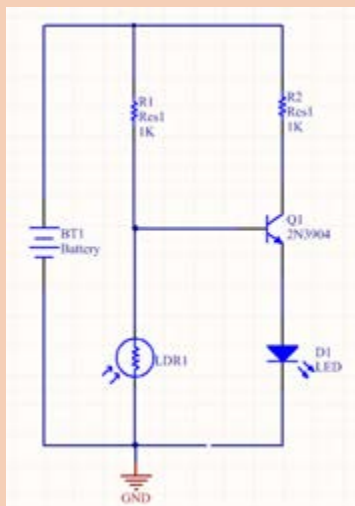 R1
Res1
1K
R2
Res1
1K
BT1
Battery
Q1
2N3904
LDR1
D1
LED
GND